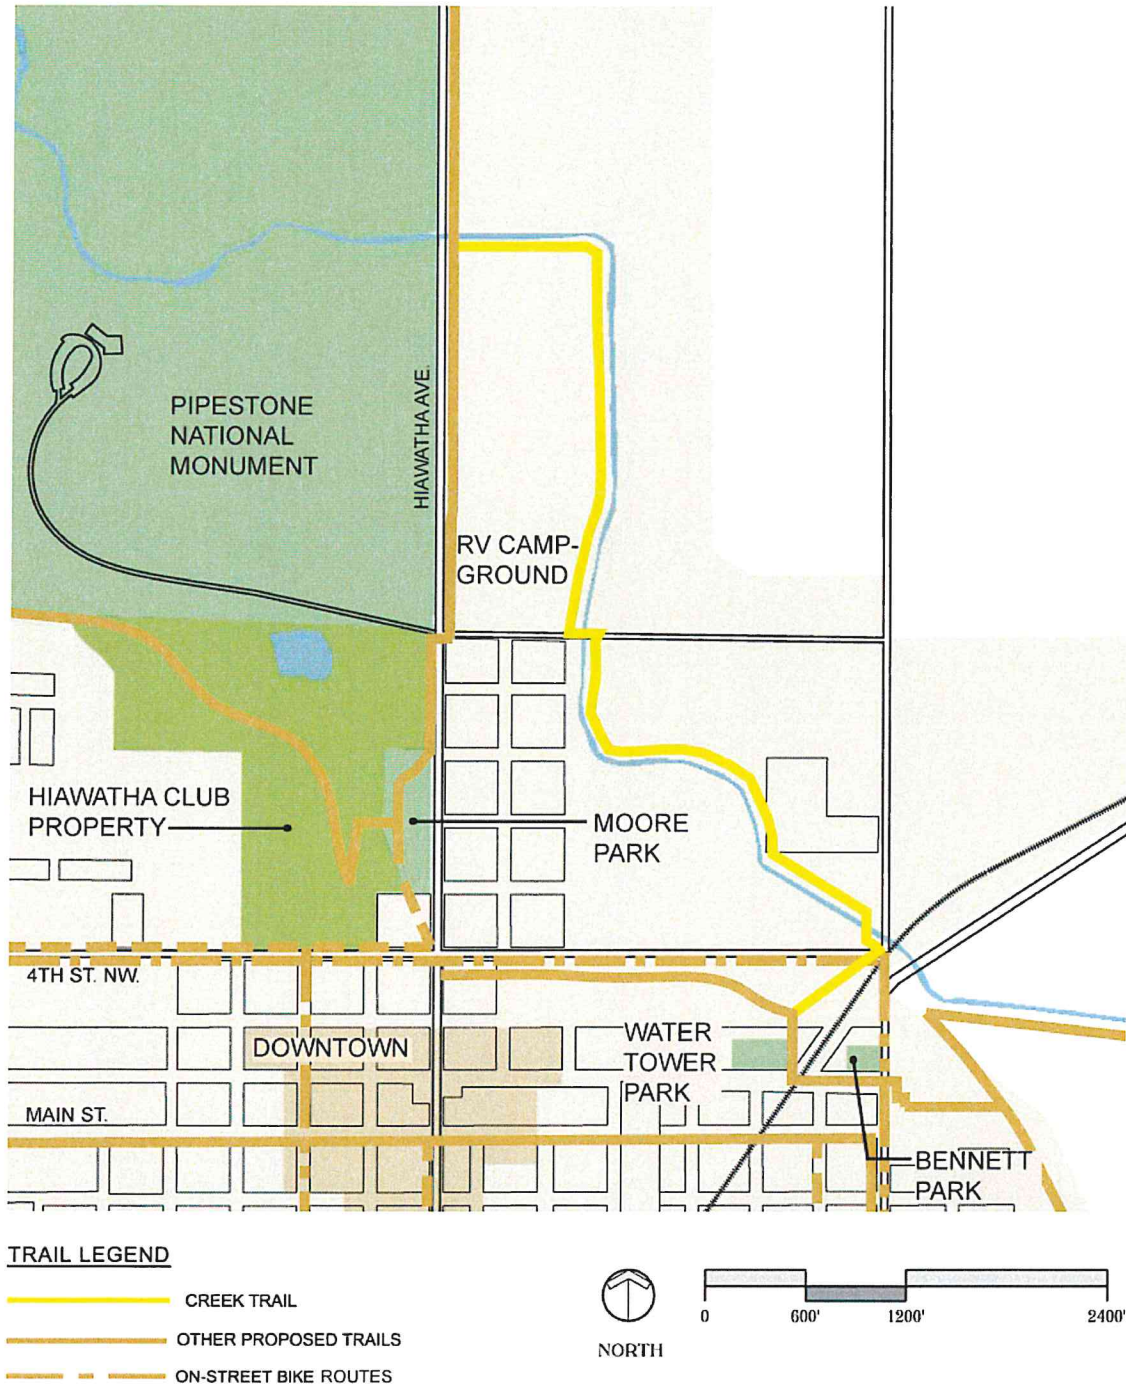 PIPESTONE
NATIONAL
MONUMENT
HIAWATHA AVE.
RV CAMP-
GROUND
HIAWATHA CLUB
PROPERTY
MOORE
PARK
4TH ST. NW.
DOWNTOWN
WATER
TOWER
PARK
MAIN ST.
BENNETT
PARK
TRAIL LEGEND
CREEK TRAIL
OTHER PROPOSED TRAILS
ON-STREET BIKE ROUTES
NORTH
0 600' 1200' 2400'